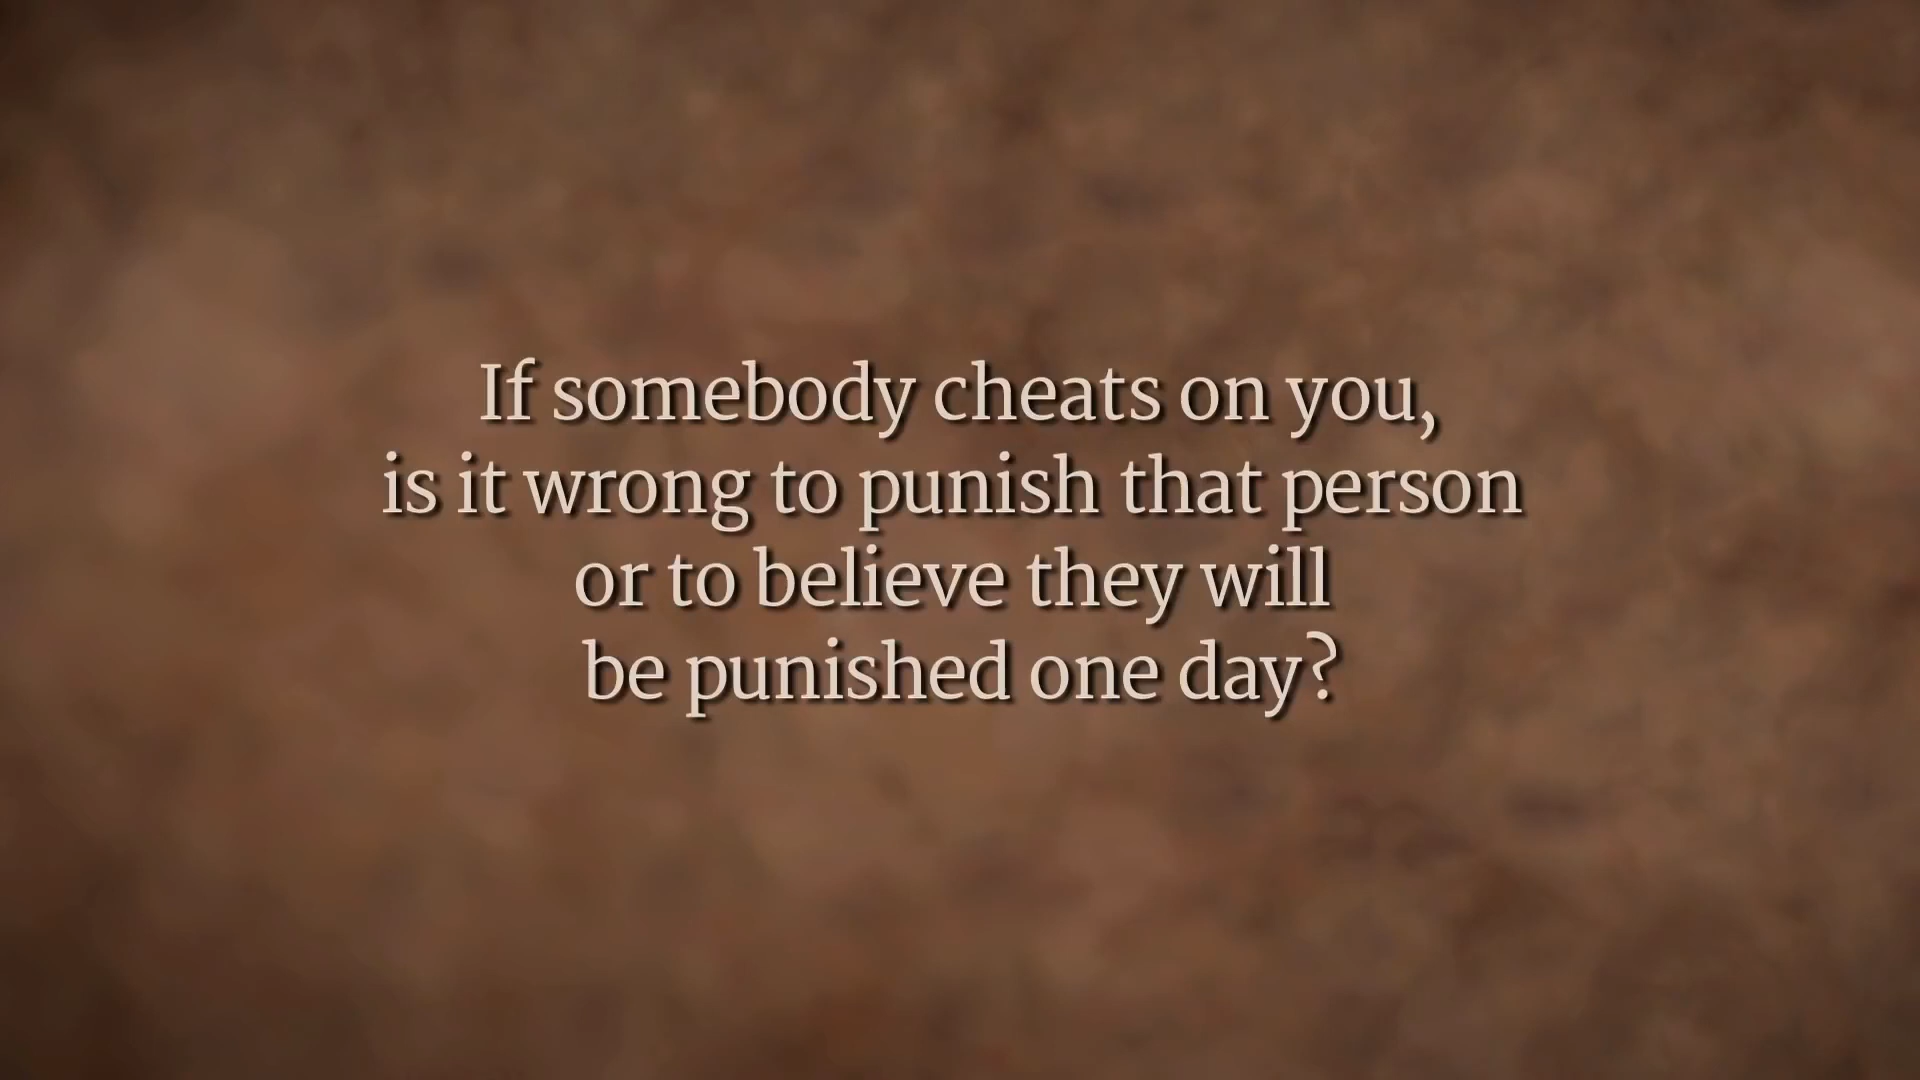 If somebody cheats on you,
is it wrong to punish that person
or to believe they will
be punished one day?